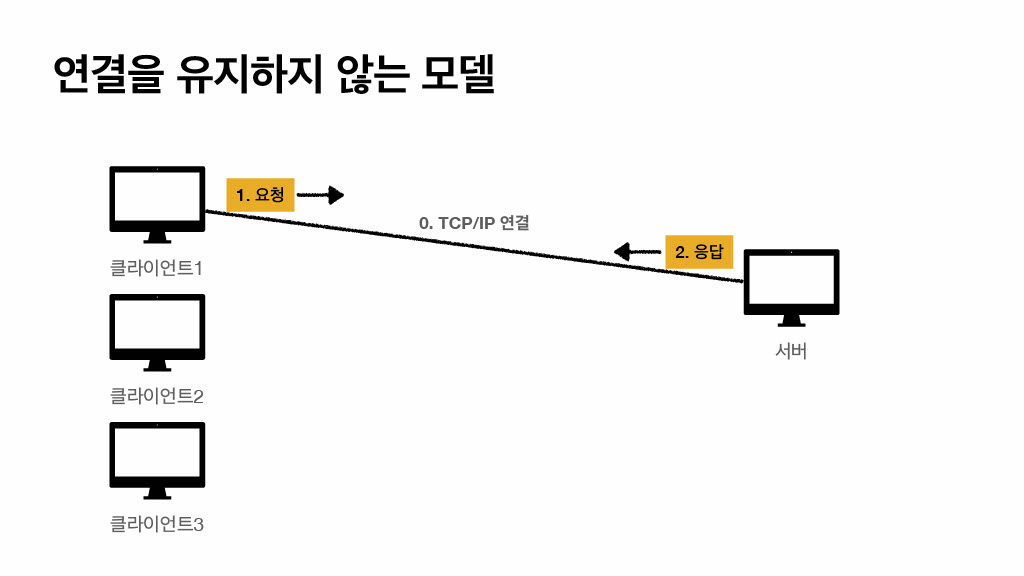 연결을 유지하지 않는 모델
1. 요청
0. TCP/IP 연결
2. 응답
클라이언트1
서버
클라이언트2
클라이언트3